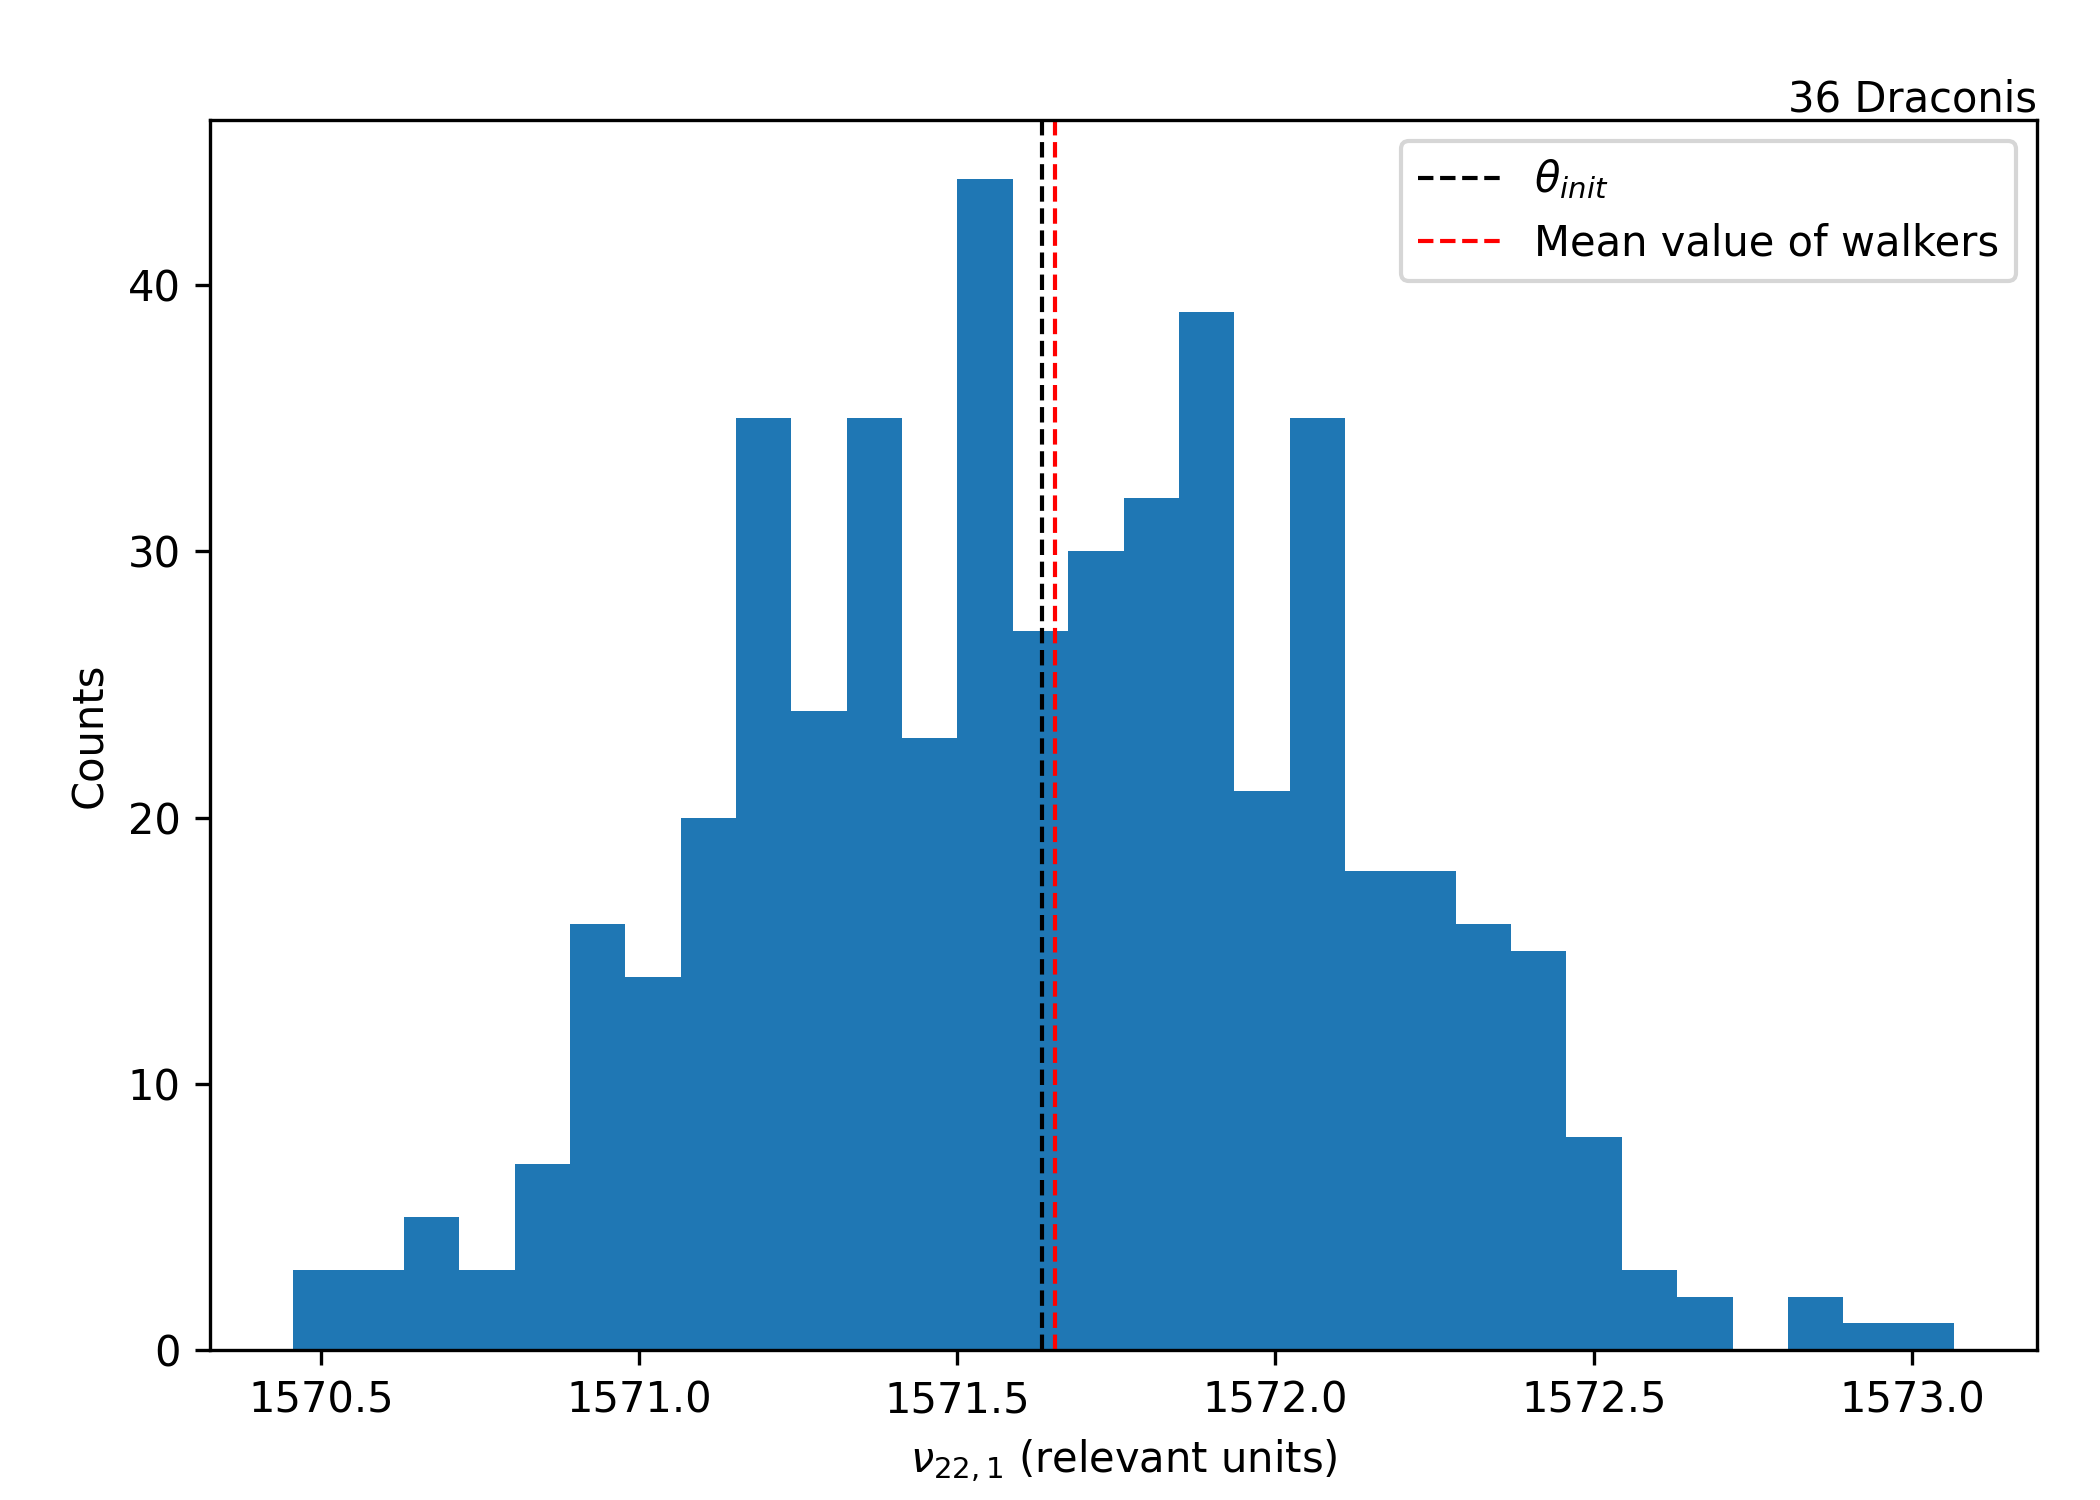 36 Draconis
θ_init
Mean value of walkers
Counts
40
30
20
10
0
1570.5 1571.0 1571.5 1572.0 1572.5 1573.0
ν_22, 1 (relevant units)